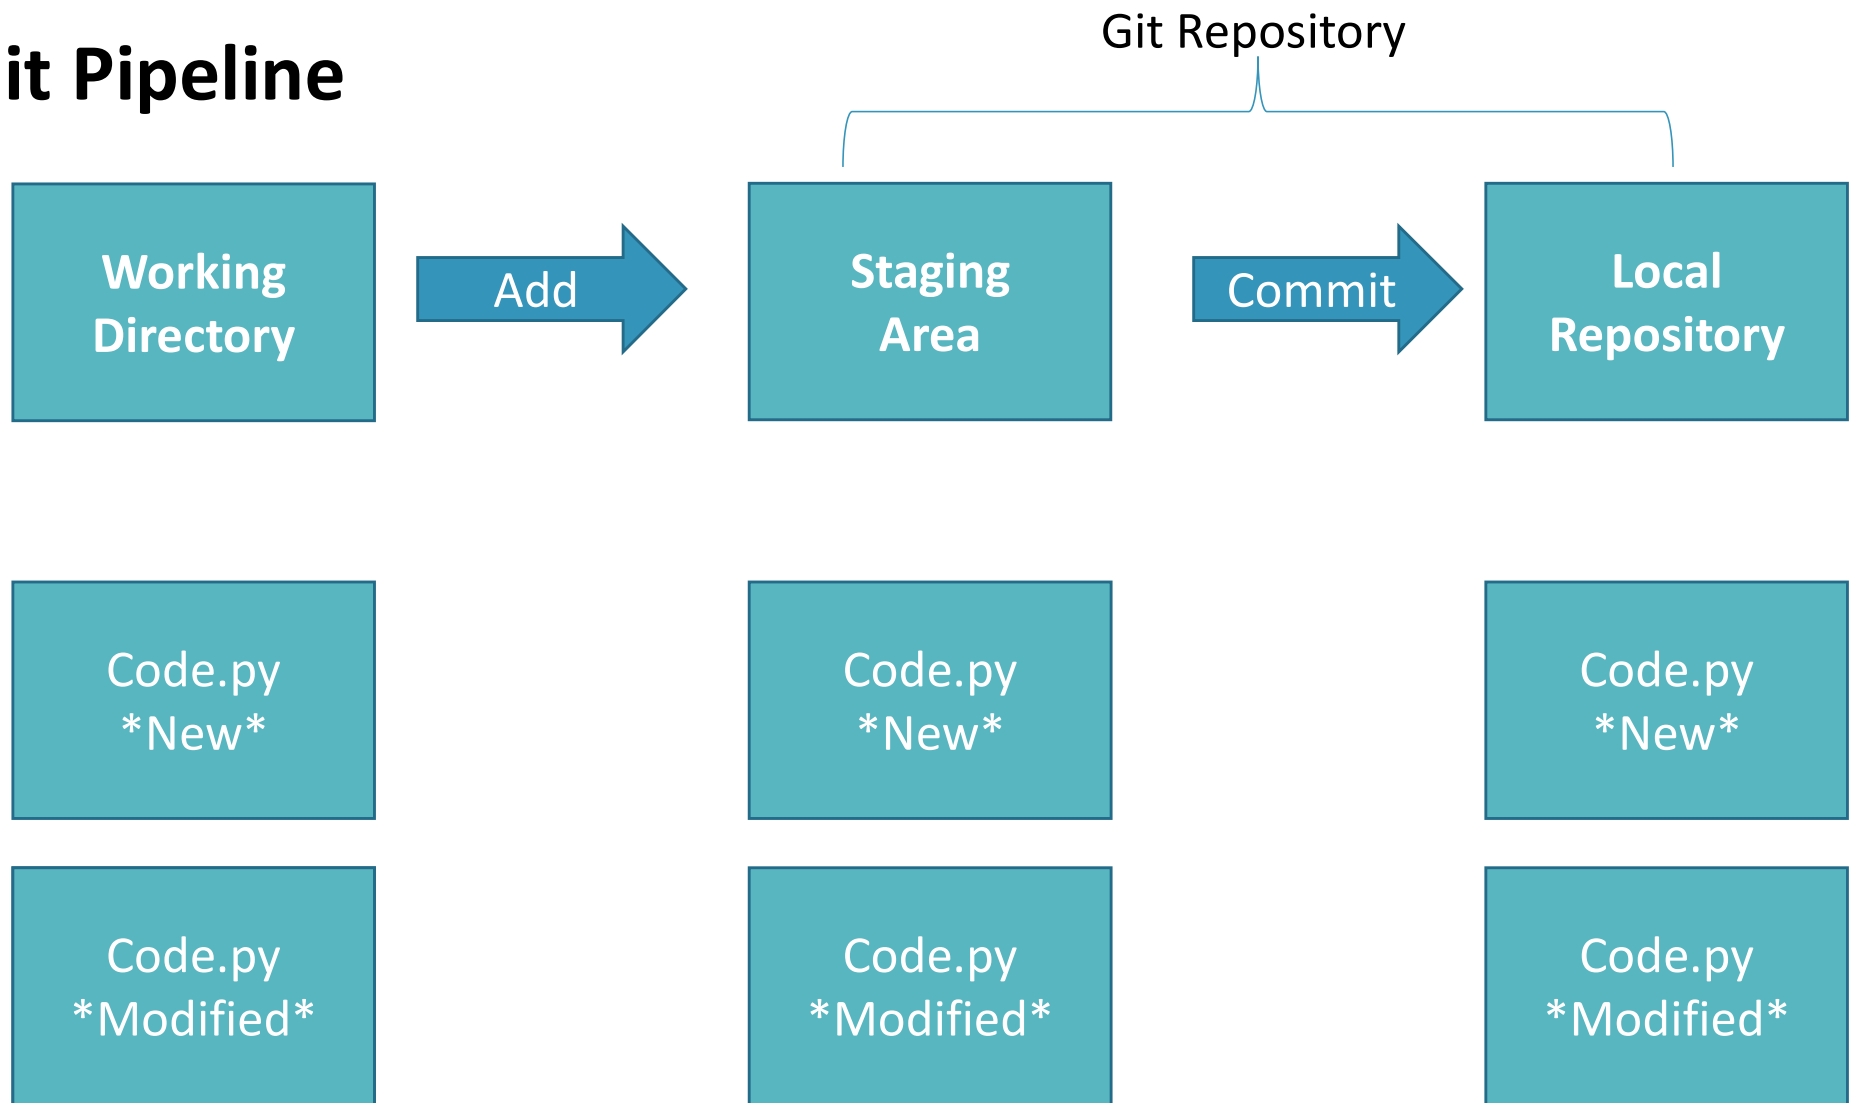 it Pipeline
Git Repository
Working
Directory
Add
Staging
Area
Commit
Local
Repository
Code.py
*New*
Code.py
*New*
Code.py
*New*
Code.py
*Modified*
Code.py
*Modified*
Code.py
*Modified*